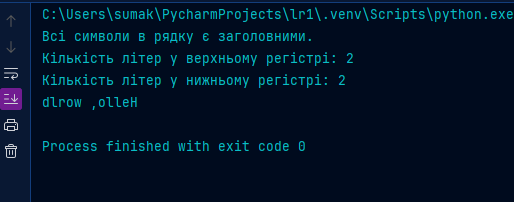 C:\Users\sumak\PycharmProjects\lr1\.venv\Scripts\python.exe
Всі символи в рядку є заголовними.
Кількість літер у верхньому регістрі: 2
Кількість літер у нижньому регістрі: 2
dlrow ,olleH
Process finished with exit code 0